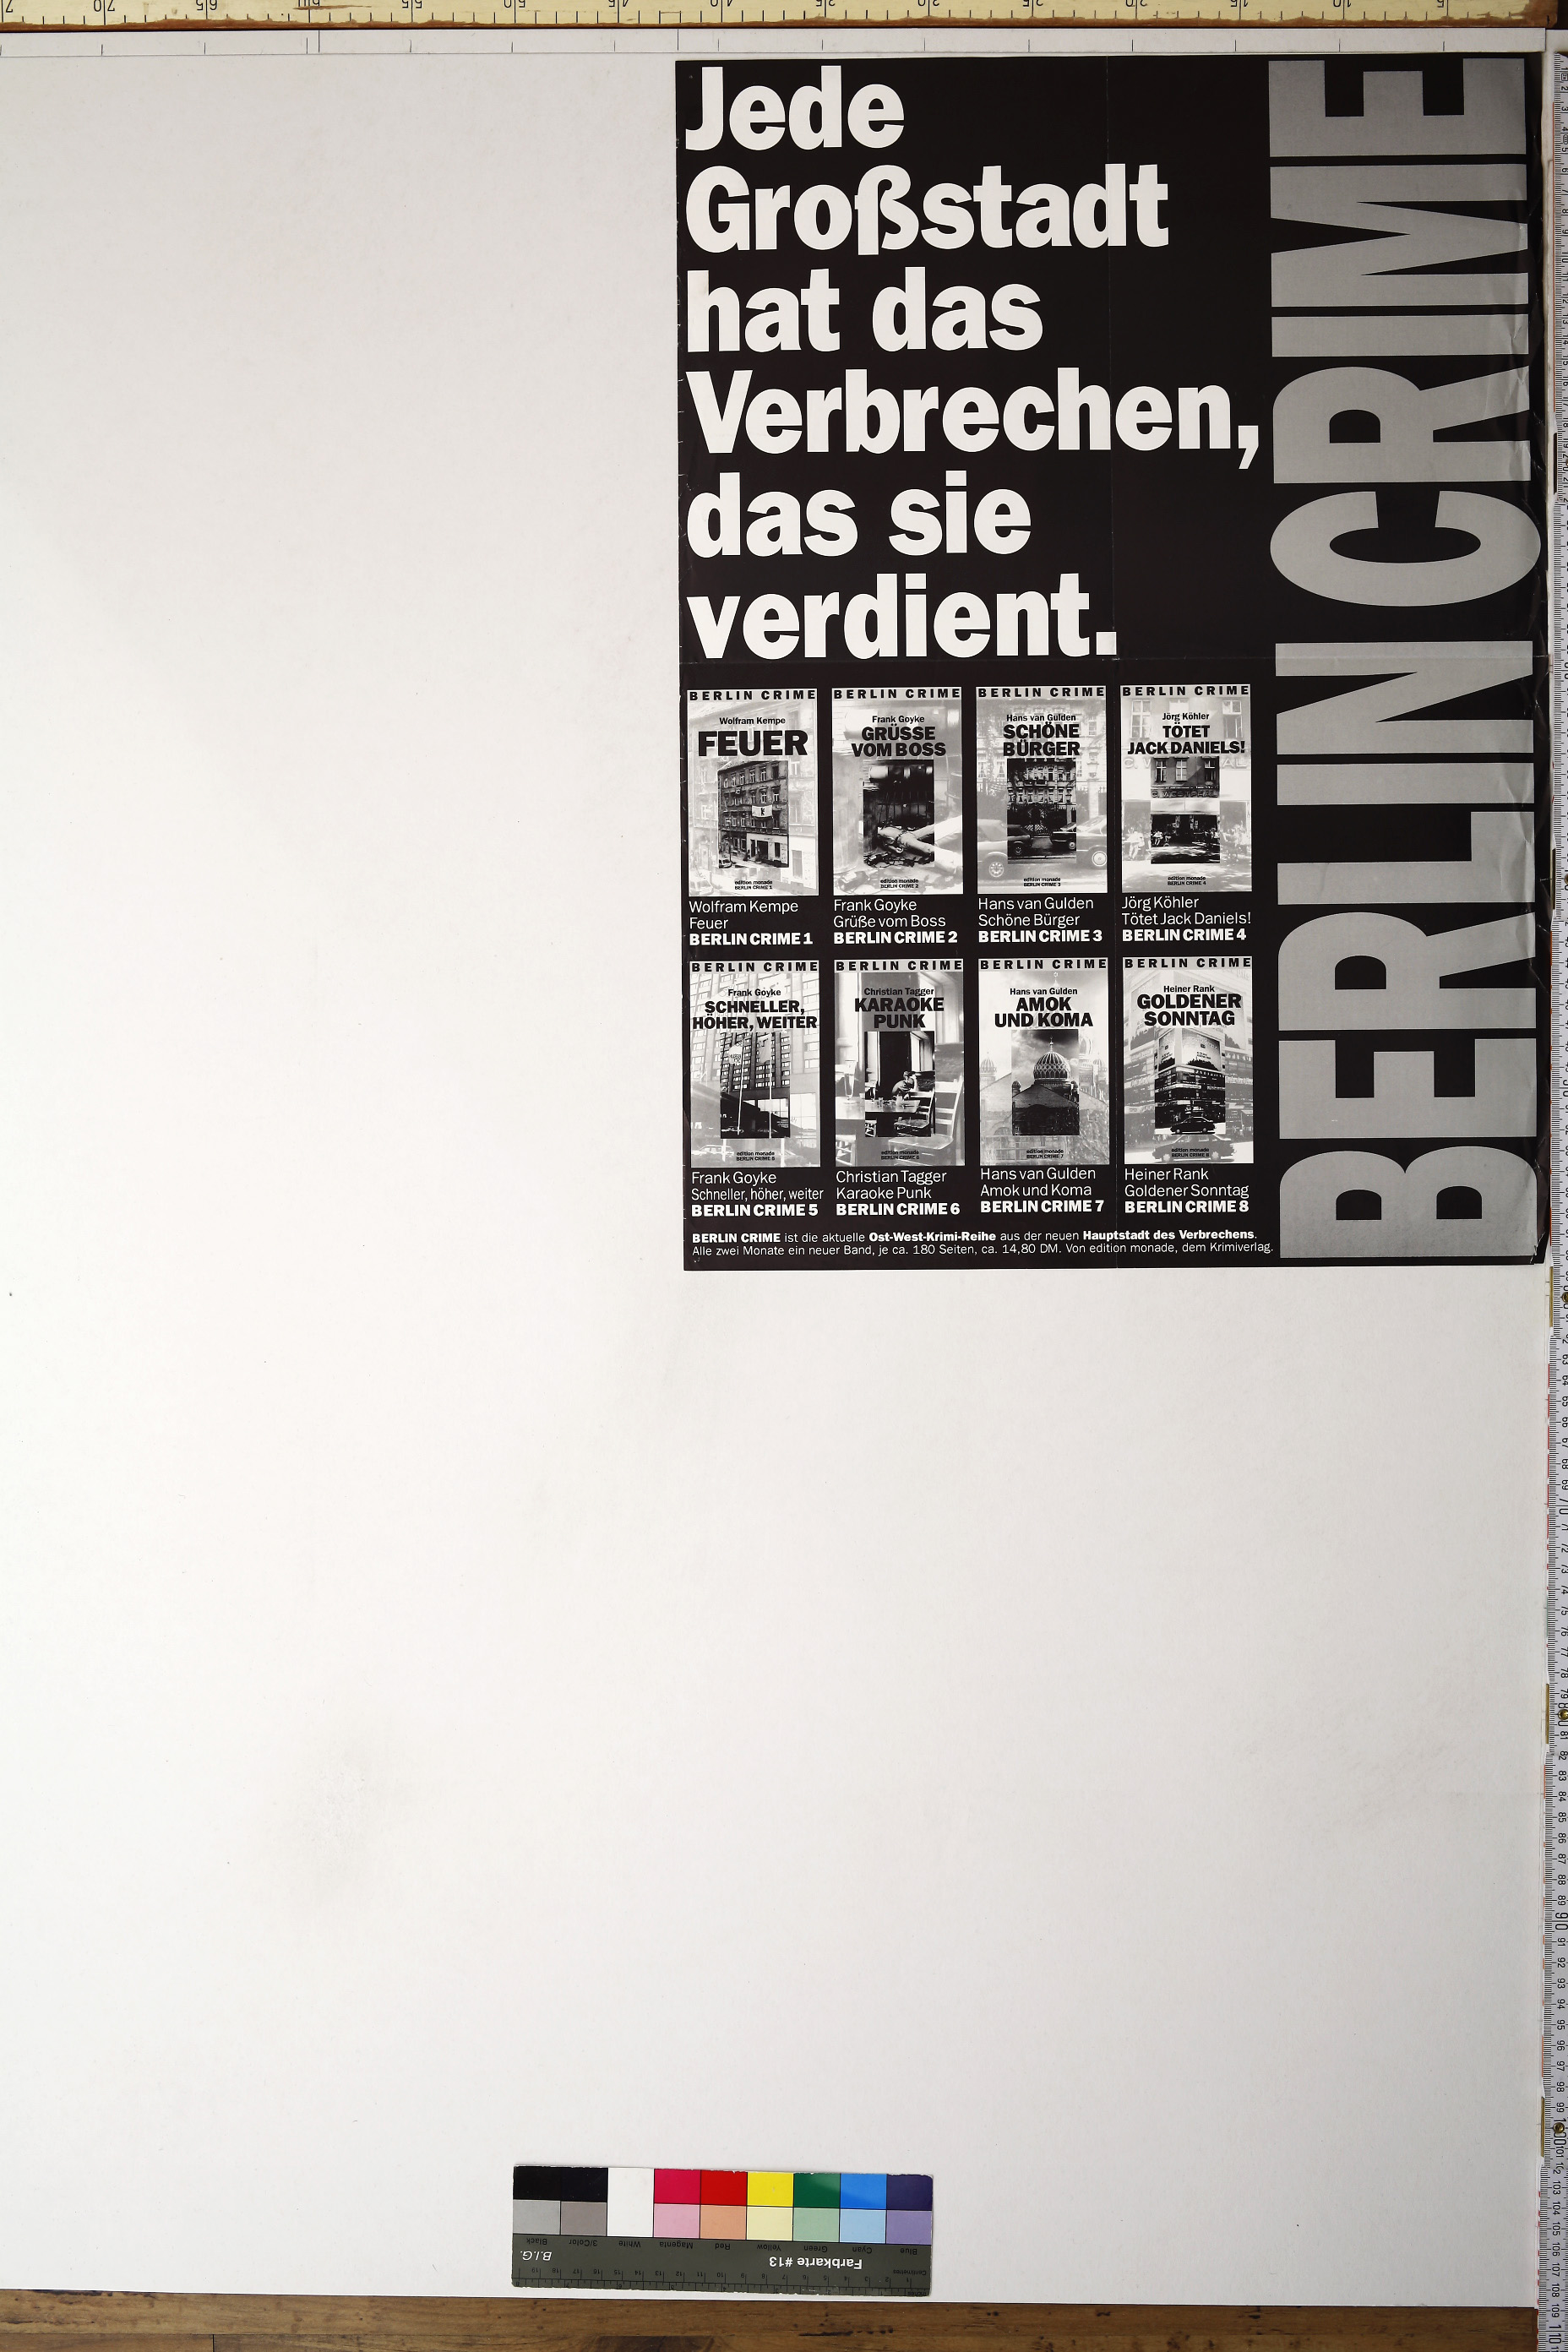 Jede
Großstadt
hat das
Verbrechen,
das sie
verdient.
BERLIN CRIME
BERLIN CRIME
Wolfram Kempe
FEUER
edition monade
BERLIN CRIME 1
Wolfram Kempe
Feuer
BERLIN CRIME 1
BERLIN CRIME
Frank Goyke
GRÜSSE
VOM BOSS
edition monade
BERLIN CRIME 2
Frank Goyke
Grüße vom Boss
BERLIN CRIME 2
BERLIN CRIME
Hans van Gulden
SCHÖNE
BÜRGER
edition monade
BERLIN CRIME 3
Hans van Gulden
Schöne Bürger
BERLIN CRIME 3
BERLIN CRIME
Jörg Köhler
TÖTET
JACK DANIELS!
edition monade
BERLIN CRIME 4
Jörg Köhler
Tötet Jack Daniels!
BERLIN CRIME 4
BERLIN CRIME
Frank Goyke
SCHNELLER,
HÖHER, WEITER
edition monade
BERLIN CRIME 5
Frank Goyke
Schneller, höher, weiter
BERLIN CRIME 5
BERLIN CRIME
Christian Tagger
KARAOKE
PUNK
edition monade
BERLIN CRIME 6
Christian Tagger
Karaoke Punk
BERLIN CRIME 6
BERLIN CRIME
Hans van Gulden
AMOK
UND KOMA
edition monade
BERLIN CRIME 7
Hans van Gulden
Amok und Koma
BERLIN CRIME 7
BERLIN CRIME
Heiner Rank
GOLDENER
SONNTAG
edition monade
BERLIN CRIME 8
Heiner Rank
Goldener Sonntag
BERLIN CRIME 8
BERLIN CRIME ist die aktuelle Ost-West-Krimi-Reihe aus der neuen Hauptstadt des Verbrechens.
Alle zwei Monate ein neuer Band, je ca. 180 Seiten, ca. 14,80 DM. Von edition monade, dem Krimiverlag.
Blue Cyan Green Yellow Red Magenta White 3/Color Black
Farbkarte #13
B.I.G.